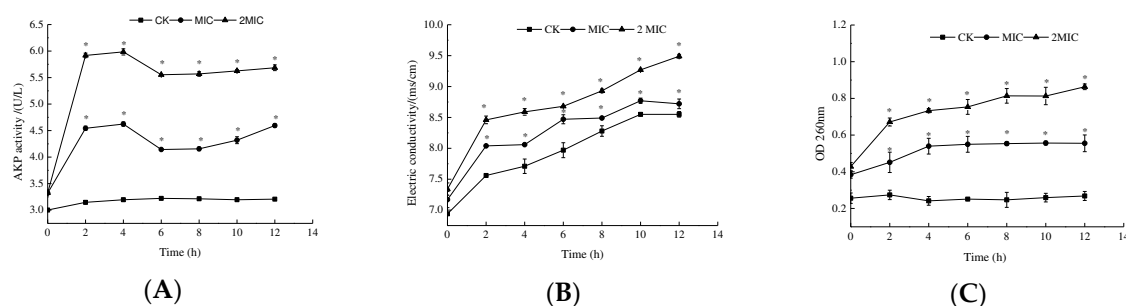 CK MIC 2MIC
AKP activity /(U/L)
6.5
6.0
5.5
5.0
4.5
4.0
3.5
3.0
0 2 4 6 8 10 12 14
Time (h)
(A)
CK MIC 2 MIC
Electric conductivity/(ms/cm)
10.0
9.5
9.0
8.5
8.0
7.5
7.0
0 2 4 6 8 10 12 14
Time (h)
(B)
CK MIC 2MIC
OD 260nm
1.0
0.8
0.6
0.4
0.2
0 2 4 6 8 10 12 14
Time (h)
(C)